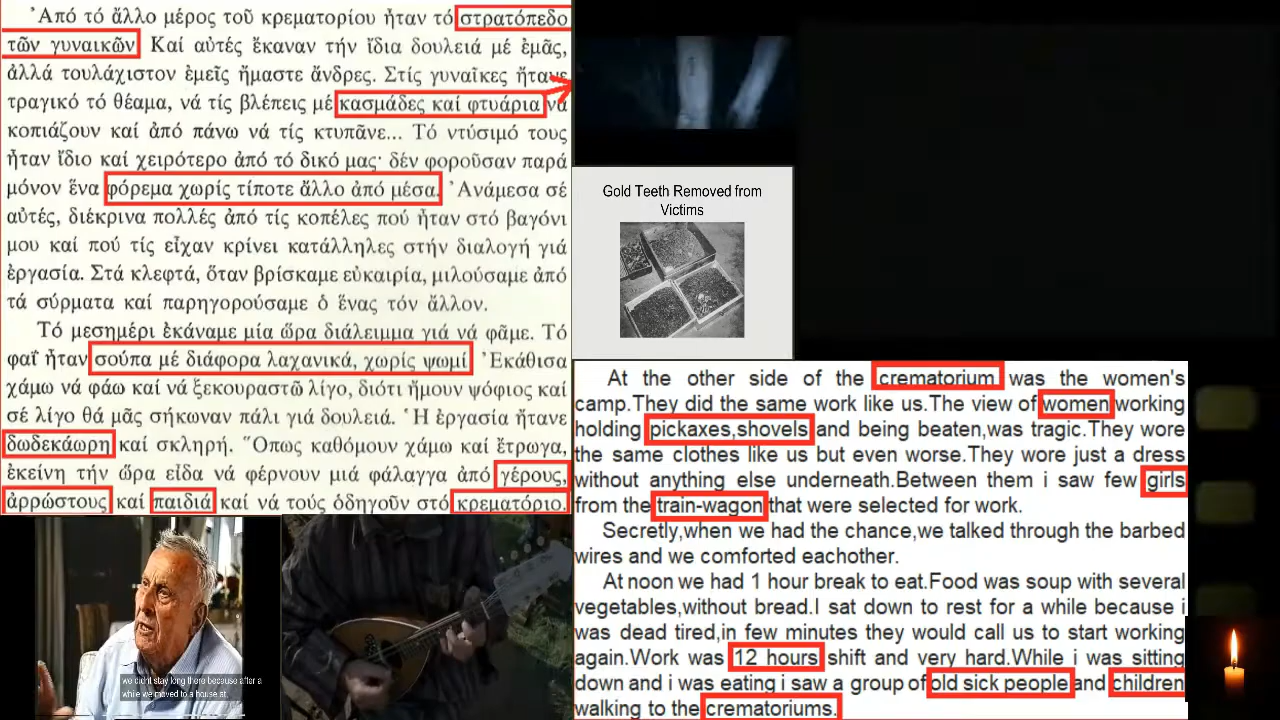 Ἀπό τό ἄλλο μέρος τοῦ κρεματορίου ἦταν τό στρατόπεδο
τῶν γυναικῶν Καί αὐτές ἔκαναν τήν ἴδια δουλειά μέ ἐμᾶς,
ἀλλά τουλάχιστον ἐμεῖς ἤμαστε ἄνδρες. Στίς γυναῖκες ἤτανε
τραγικό τό θέαμα, νά τίς βλέπεις μέ κασμάδες καί φτυάρια νά
κοπιάζουν καί ἀπό πάνω νά τίς κτυπᾶνε... Τό ντύσιμό τους
ἦταν ἴδιο καί χειρότερο ἀπό τό δικό μας· δέν φοροῦσαν παρά
μόνον ἕνα φόρεμα χωρίς τίποτε ἄλλο ἀπό μέσα. Ἀνάμεσα σέ
αὐτές, διέκρινα πολλές ἀπό τίς κοπέλες πού ἦταν στό βαγόνι
μου καί πού τίς εἶχαν κρίνει κατάλληλες στήν διαλογή γιά
ἐργασία. Στά κλεφτά, ὅταν βρίσκαμε εὐκαιρία, μιλούσαμε ἀπό
τά σύρματα καί παρηγορούσαμε ὁ ἕνας τόν ἄλλον.
Τό μεσημέρι ἐκάναμε μία ὥρα διάλειμμα γιά νά φᾶμε. Τό
φαΐ ἦταν σούπα μέ διάφορα λαχανικά, χωρίς ψωμί Ἐκάθισα
χάμω νά φάω καί νά ξεκουραστῶ λίγο, διότι ἤμουν ψόφιος καί
σέ λίγο θά μᾶς σήκωναν πάλι γιά δουλειά. Ἡ ἐργασία ἤτανε
δωδεκάωρη καί σκληρή. Ὅπως καθόμουν χάμω καί ἔτρωγα,
ἐκείνη τήν ὥρα εἶδα νά φέρνουν μιά φάλαγγα ἀπό γέρους,
ἀρρώστους καί παιδιά καί νά τούς ὁδηγοῦν στό κρεματόριο.
Gold Teeth Removed from
Victims
At the other side of the crematorium was the women's
camp.They did the same work like us.The view of women working
holding pickaxes,shovels and being beaten,was tragic.They wore
the same clothes like us but even worse.They wore just a dress
without anything else underneath.Between them i saw few girls
from the train-wagon that were selected for work.
Secretly,when we had the chance,we talked through the barbed
wires and we comforted eachother.
At noon we had 1 hour break to eat.Food was soup with several
vegetables,without bread.I sat down to rest for a while because i
was dead tired,in few minutes they would call us to start working
again.Work was 12 hours shift and very hard.While i was sitting
down and i was eating i saw a group of old sick people and children
walking to the crematoriums.
we didnt stay long there because after a
while we moved to a house at.